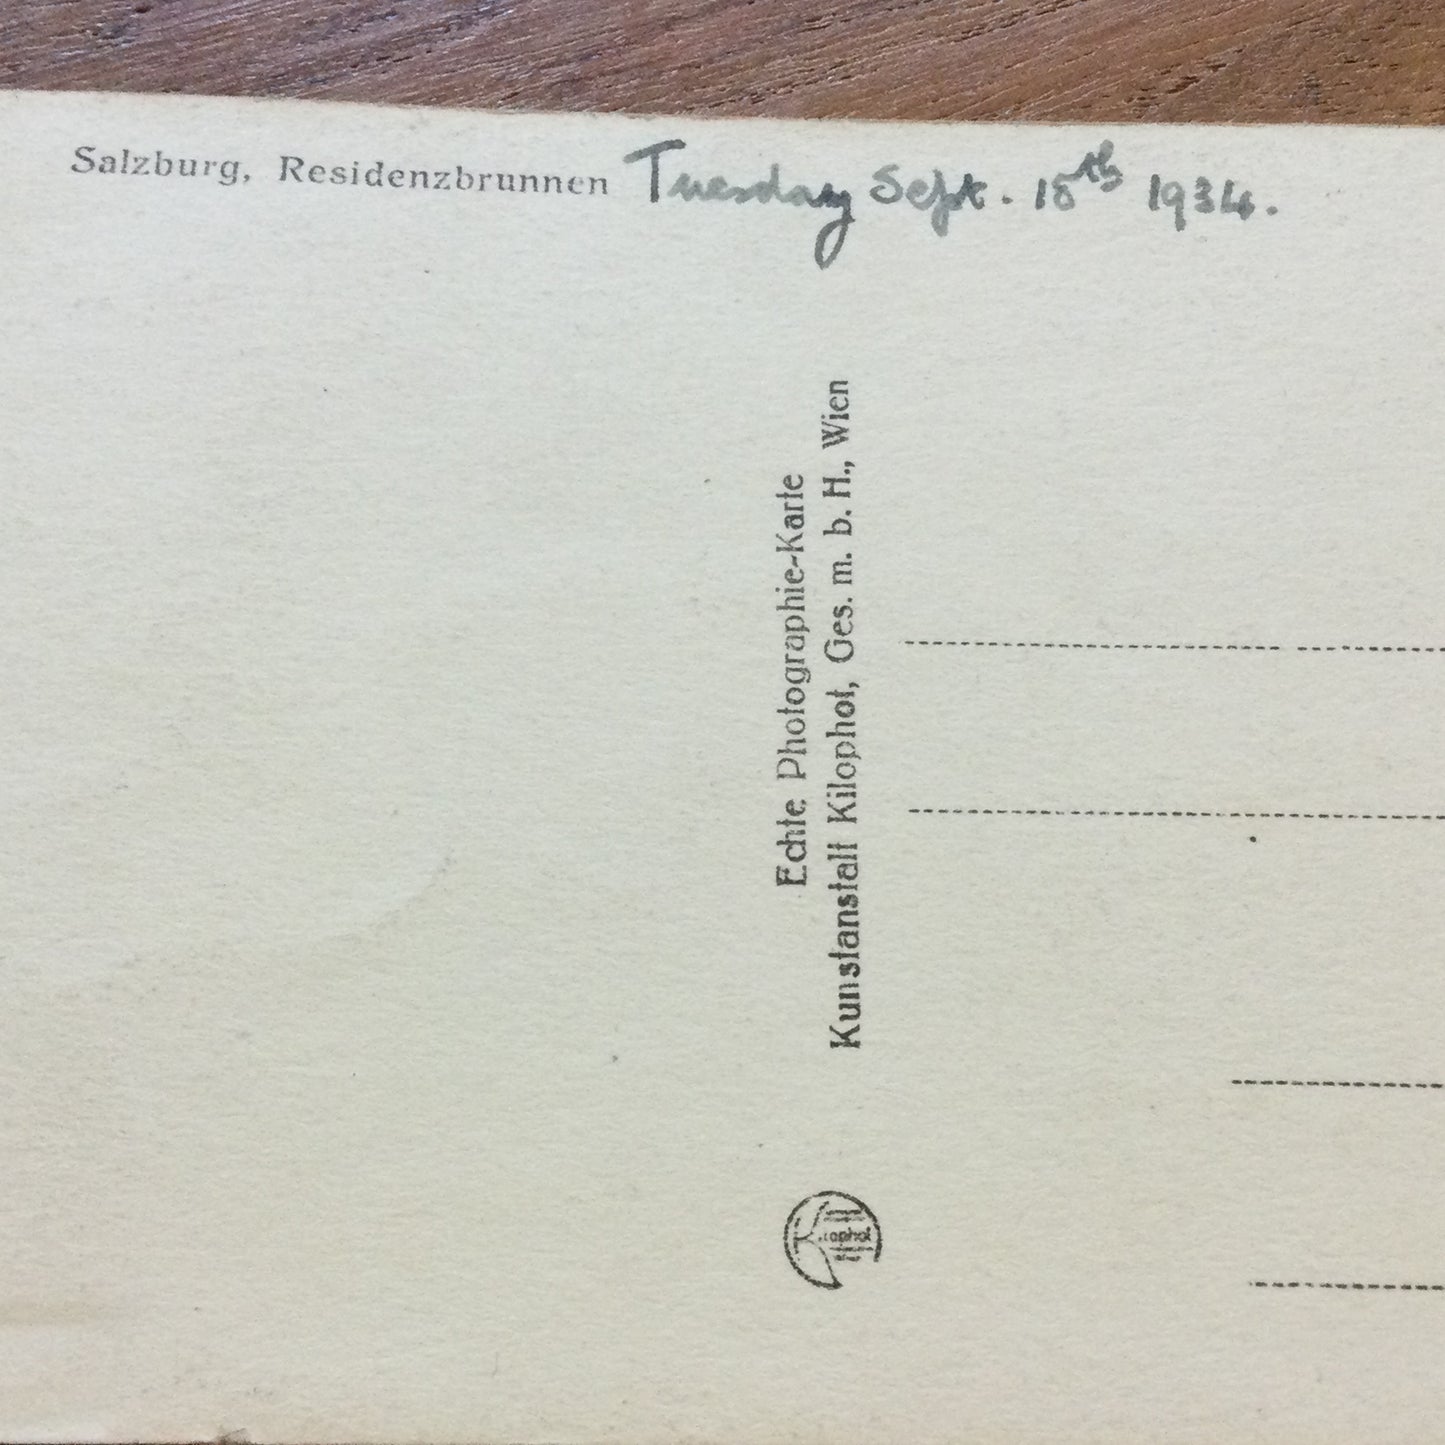 Salzburg, Residenzbrunnen Tuesday Sept. 18th 1934.
Echte Photographie-Karte
Kunstanstalt Kilophot, Ges. m. b. H., Wien
Kilophot